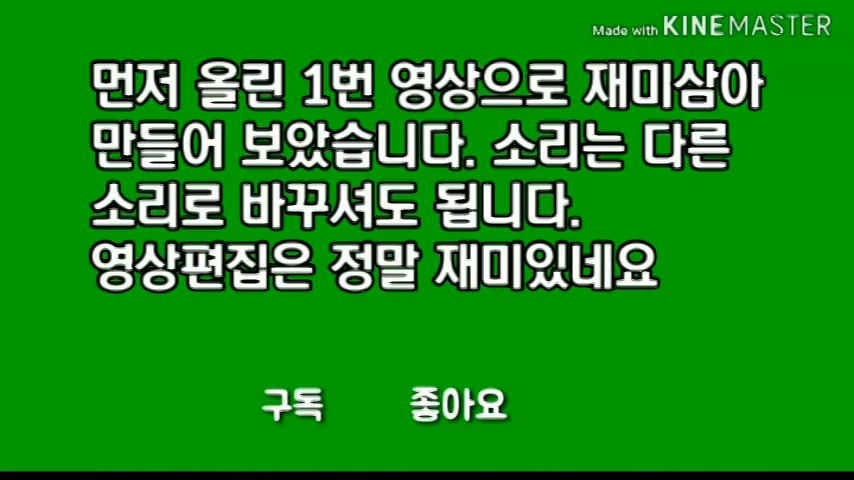 Made with KINEMASTER
먼저 올린 1번 영상으로 재미삼아
만들어 보았습니다. 소리는 다른
소리로 바꾸셔도 됩니다.
영상편집은 정말 재미있네요
구독 좋아요